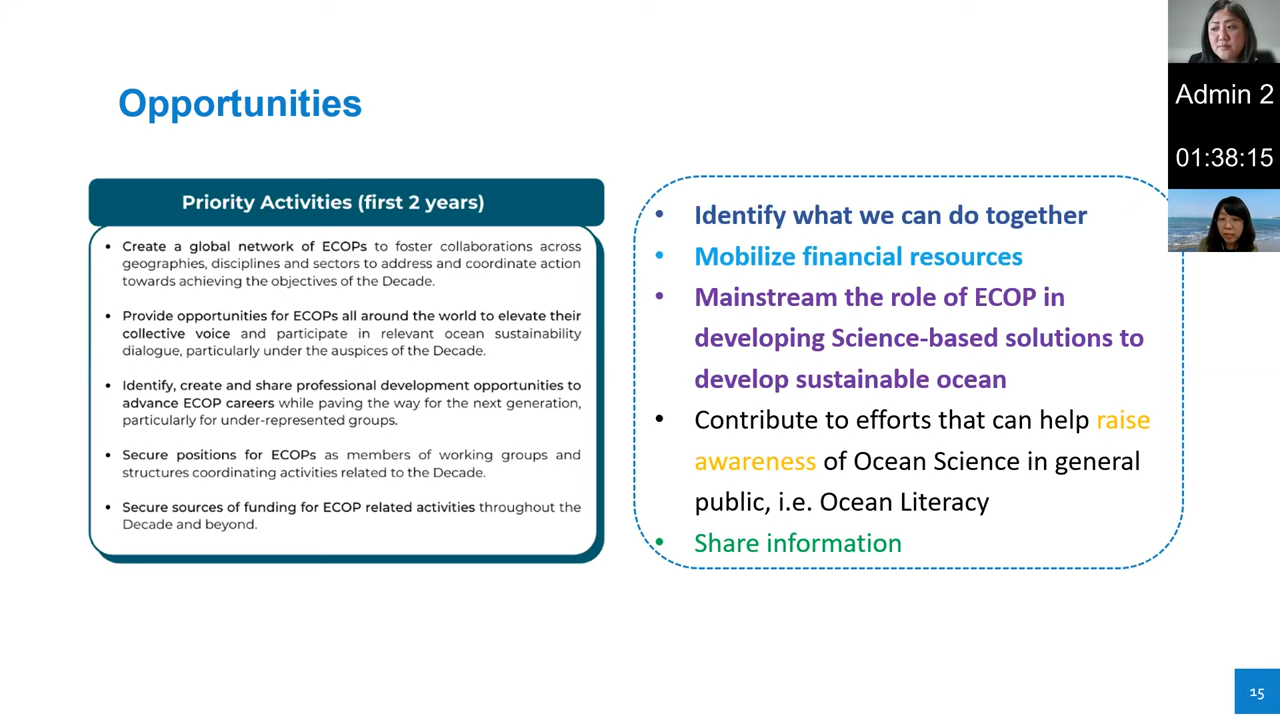 Opportunities
Priority Activities (first 2 years)
• Create a global network of ECOPs to foster collaborations across
geographies, disciplines and sectors to address and coordinate action
towards achieving the objectives of the Decade.
• Provide opportunities for ECOPs all around the world to elevate their
collective voice and participate in relevant ocean sustainability
dialogue, particularly under the auspices of the Decade.
• Identify, create and share professional development opportunities to
advance ECOP careers while paving the way for the next generation,
particularly for under-represented groups.
• Secure positions for ECOPs as members of working groups and
structures coordinating activities related to the Decade.
• Secure sources of funding for ECOP related activities throughout the
Decade and beyond.
• Identify what we can do together
• Mobilize financial resources
• Mainstream the role of ECOP in
developing Science-based solutions to
develop sustainable ocean
• Contribute to efforts that can help raise
awareness of Ocean Science in general
public, i.e. Ocean Literacy
• Share information
Admin 2
01:38:15
15